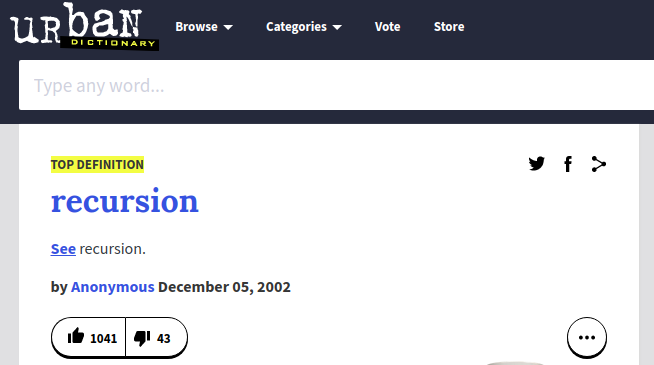 urban
DICTIONARY
Browse Categories Vote Store
Type any word...
TOP DEFINITION
recursion
See recursion.
by Anonymous December 05, 2002
1041 43